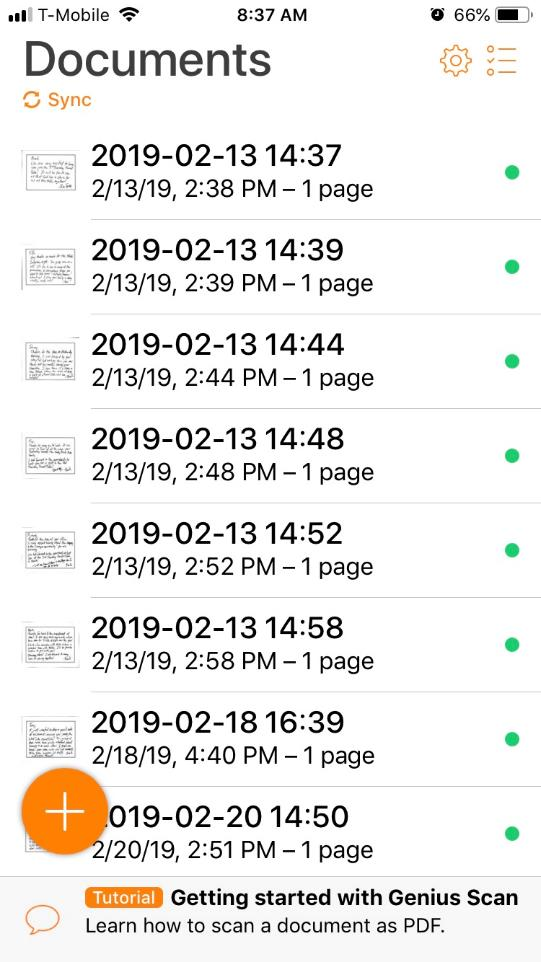 T-Mobile 8:37 AM 66%
Documents
Sync
2019-02-13 14:37
2/13/19, 2:38 PM – 1 page
2019-02-13 14:39
2/13/19, 2:39 PM – 1 page
2019-02-13 14:44
2/13/19, 2:44 PM – 1 page
2019-02-13 14:48
2/13/19, 2:48 PM – 1 page
2019-02-13 14:52
2/13/19, 2:52 PM – 1 page
2019-02-13 14:58
2/13/19, 2:58 PM – 1 page
2019-02-18 16:39
2/18/19, 4:40 PM – 1 page
019-02-20 14:50
2/20/19, 2:51 PM – 1 page
Tutorial Getting started with Genius Scan
Learn how to scan a document as PDF.